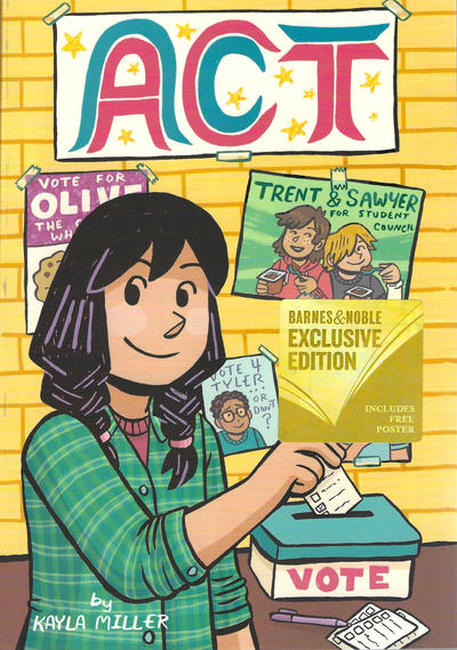 ACT
VOTE FOR
OLIVE
THE
TRENT & SAWYER
FOR STUDENT
COUNCIL
BARNES & NOBLE
EXCLUSIVE
EDITION
INCLUDES
FREE
POSTER
VOTE 4
TYLER
... OR
DON'T
?
VOTE
by
KAYLA MILLER